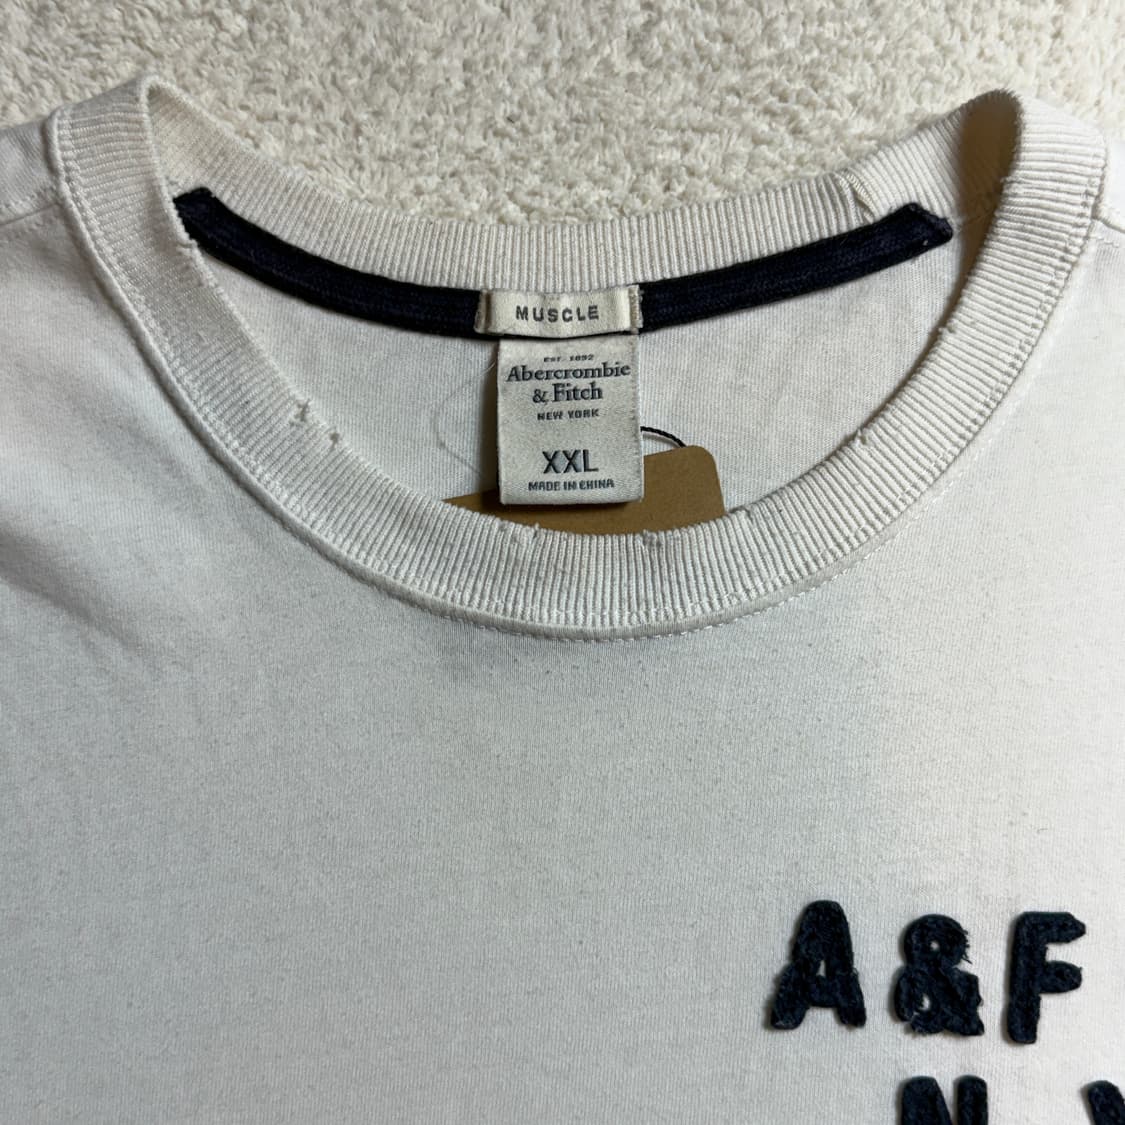 MUSCLE
EST. 1892
Abercrombie
& Fitch
NEW YORK
XXL
MADE IN CHINA
A&F
N